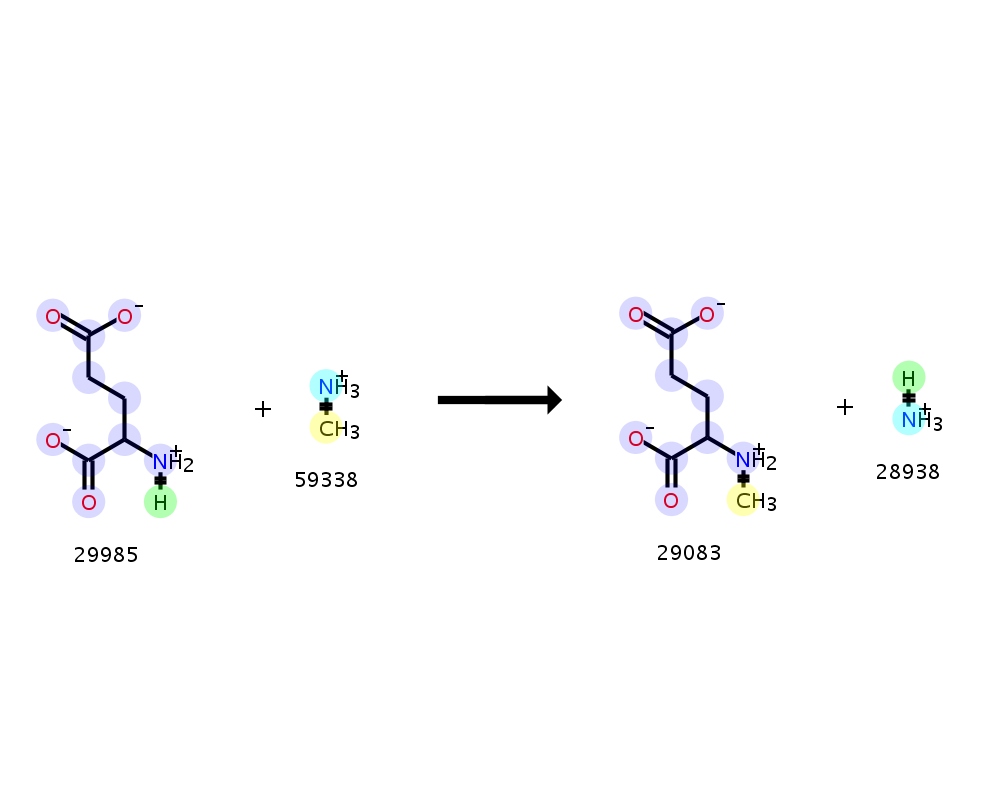 O O⁻
O⁻ NH2⁺
O H
29985
+
NH3⁺
CH3
59338
O O⁻
O⁻ NH2⁺
O CH3
29083
+
H
NH3⁺
28938